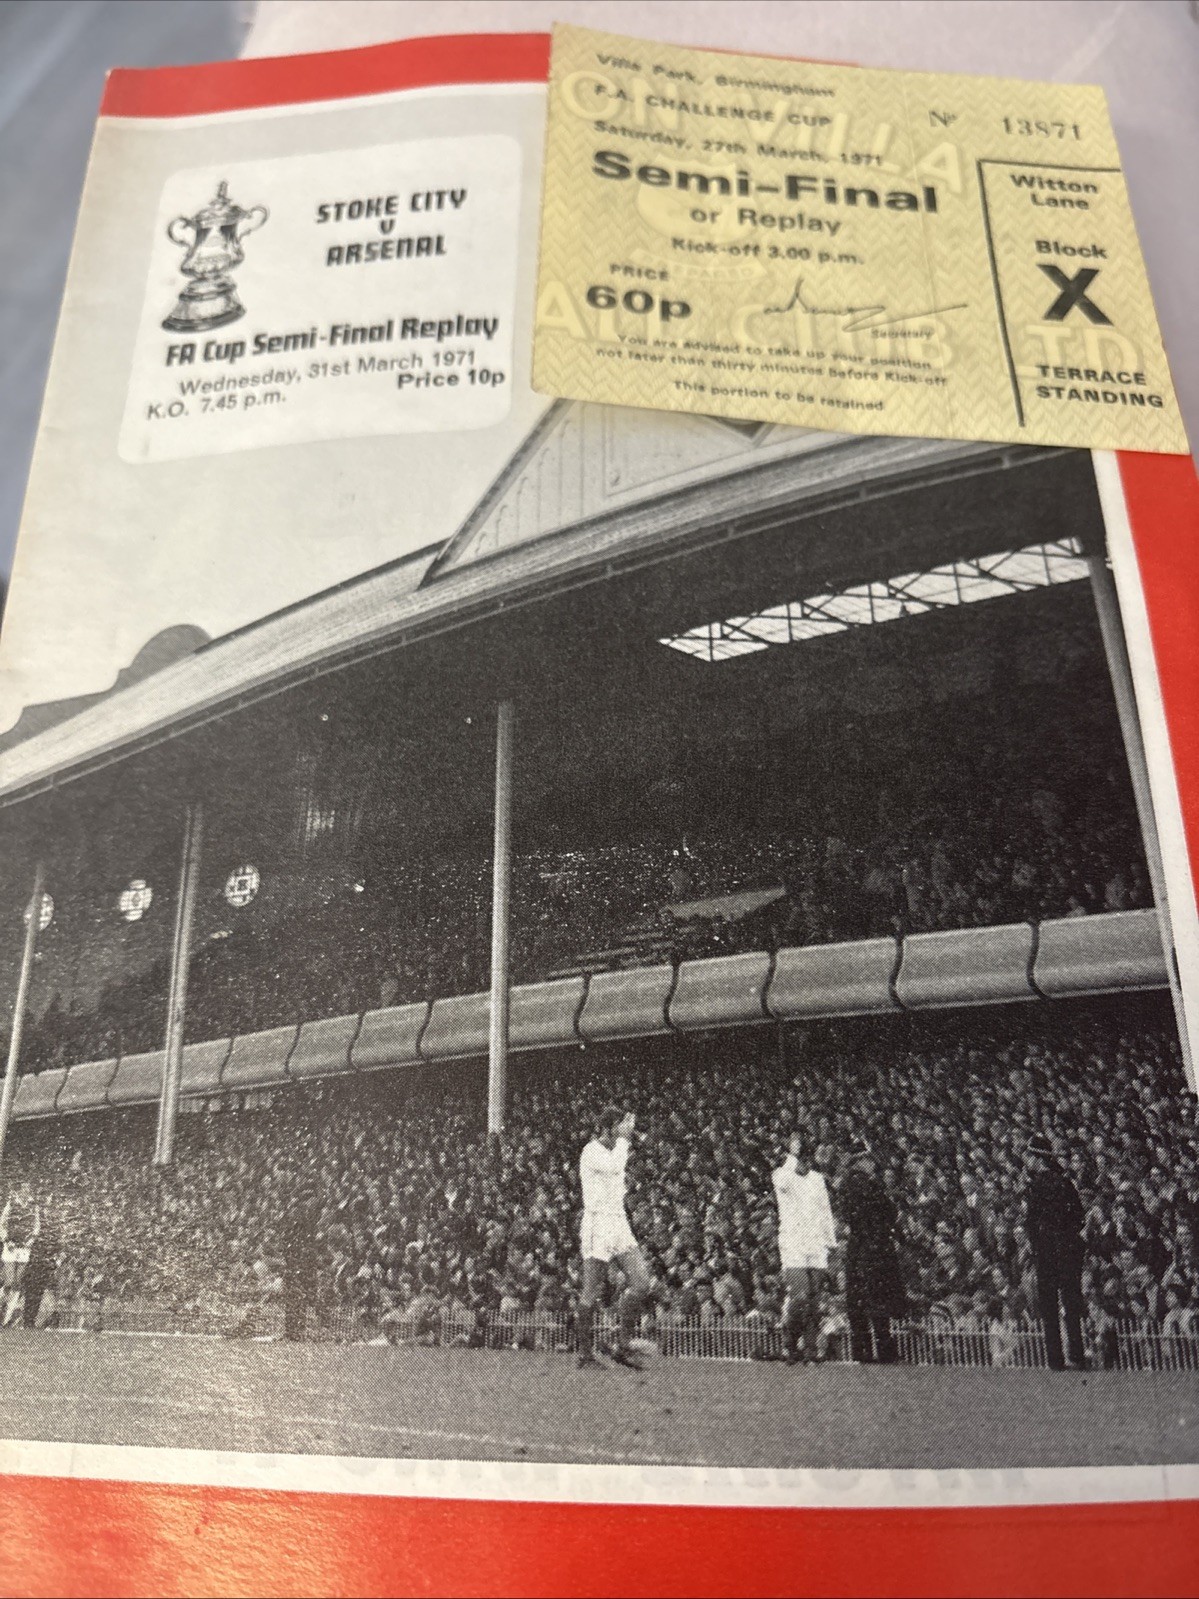 STOKE CITY
V
ARSENAL
FA Cup Semi-Final Replay
Wednesday, 31st March 1971
K.O. 7.45 p.m.
Price 10p
Villa Park, Birmingham
F.A. CHALLENGE CUP
Saturday, 27th March, 1971
Semi-Final
or Replay
Kick-off 3.00 p.m.
PRICE
60p
Secretary
You are advised to take up your position
not later than thirty minutes before Kick-off
This portion to be retained
Nº 13871
Witton
Lane
Block
X
TERRACE
STANDING